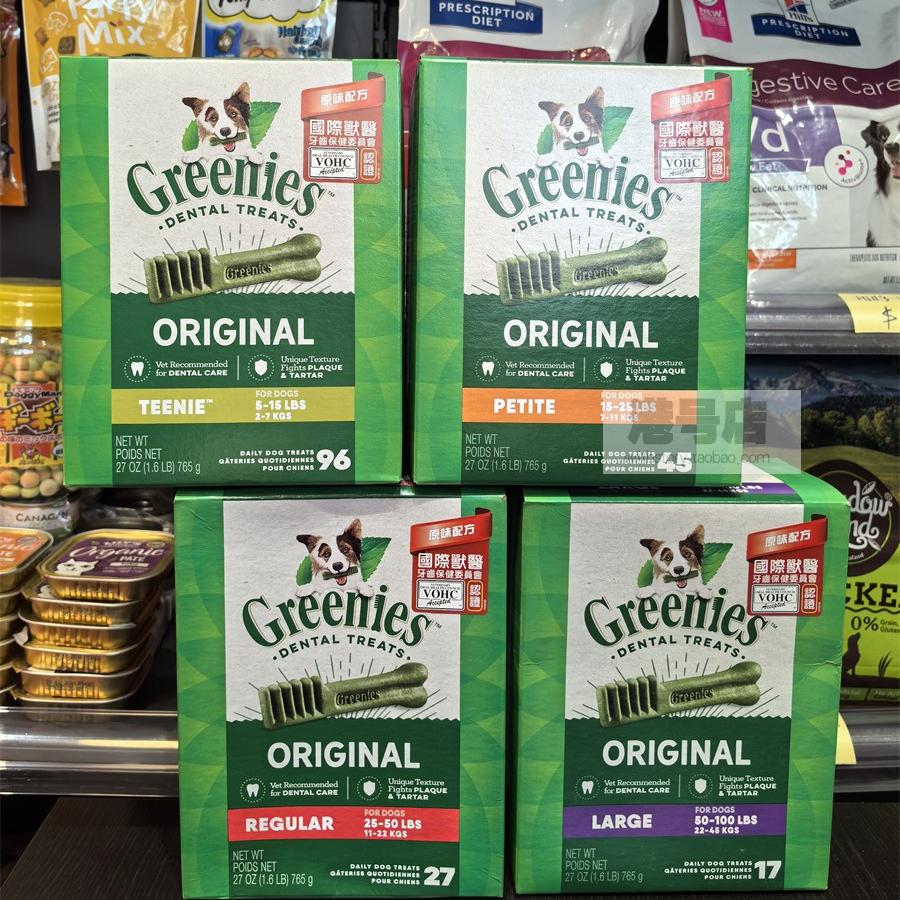 Party
Mix
PRESCRIPTION
DIET
NEW
Hill's
PRESCRIPTION
DIET
Digestive Care
CLINICAL NUTRITION
原味配方
國際獸醫
牙齒保健委員會
VOHC
Accepted
認證
Greenies™
DENTAL TREATS
Greenies
ORIGINAL
Vet Recommended
for DENTAL CARE
Unique Texture
Fights PLAQUE
& TARTAR
TEENIE™
FOR DOGS
5-15 LBS
2-7 KGS
NET WT
POIDS NET
27 OZ (1.6 LB) 765 g
DAILY DOG TREATS
GÂTERIES QUOTIDIENNES
POUR CHIENS
96
原味配方
國際獸醫
牙齒保健委員會
VOHC
Accepted
認證
Greenies™
DENTAL TREATS
Greenies
ORIGINAL
Vet Recommended
for DENTAL CARE
Unique Texture
Fights PLAQUE
& TARTAR
PETITE
FOR DOGS
15-25 LBS
7-11 KGS
NET WT
POIDS NET
27 OZ (1.6 LB) 765 g
DAILY DOG TREATS
GÂTERIES QUOTIDIENNES
POUR CHIENS
45
港号店
taobao.com
DoggyMan
CANAGAN
Organic
PATE
原味配方
國際獸醫
牙齒保健委員會
VOHC
Accepted
認證
Greenies™
DENTAL TREATS
Greenies
ORIGINAL
Vet Recommended
for DENTAL CARE
Unique Texture
Fights PLAQUE
& TARTAR
REGULAR
FOR DOGS
25-50 LBS
11-22 KGS
NET WT
POIDS NET
27 OZ (1.6 LB) 765 g
DAILY DOG TREATS
GÂTERIES QUOTIDIENNES
POUR CHIENS
27
原味配方
國際獸醫
牙齒保健委員會
VOHC
Accepted
認證
Greenies™
DENTAL TREATS
Greenies
ORIGINAL
Vet Recommended
for DENTAL CARE
Unique Texture
Fights PLAQUE
& TARTAR
LARGE
FOR DOGS
50-100 LBS
22-45 KGS
NET WT
POIDS NET
27 OZ (1.6 LB) 765 g
DAILY DOG TREATS
GÂTERIES QUOTIDIENNES
POUR CHIENS
17
0%